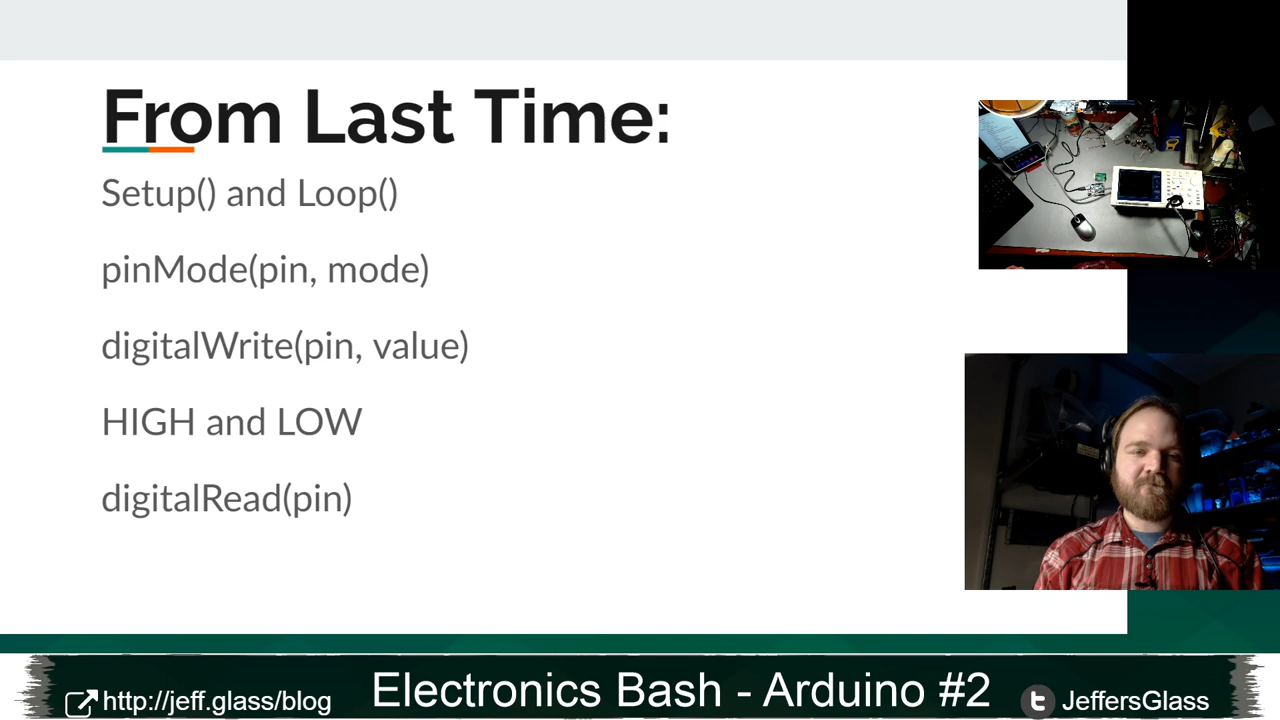 From Last Time:
Setup() and Loop()
pinMode(pin, mode)
digitalWrite(pin, value)
HIGH and LOW
digitalRead(pin)
http://jeff.glass/blog
Electronics Bash - Arduino #2
JeffersGlass